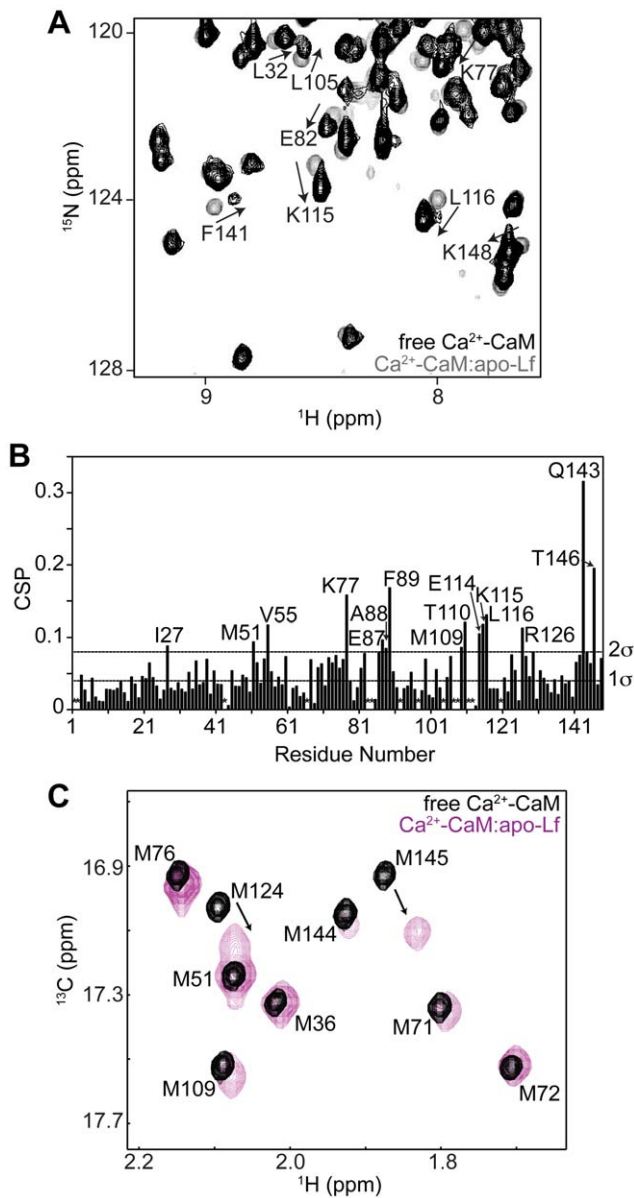 A
120
124
128
¹⁵N (ppm)
L32
L105
K77
E82
K115
L116
F141
K148
free Ca²⁺-CaM
Ca²⁺-CaM:apo-Lf
9
8
¹H (ppm)
B
0.3
0.2
0.1
0
CSP
Q143
T146
K77
F89
A88
E87
E114
K115
T110
L116
M109
R126
I27
M51
V55
2σ
1σ
** * * ** * * * ** ** *
1 21 41 61 81 101 121 141
Residue Number
C
free Ca²⁺-CaM
Ca²⁺-CaM:apo-Lf
16.9
17.3
17.7
¹³C (ppm)
M76
M124
M145
M144
M51
M36
M71
M109
M72
2.2 2.0 1.8
¹H (ppm)